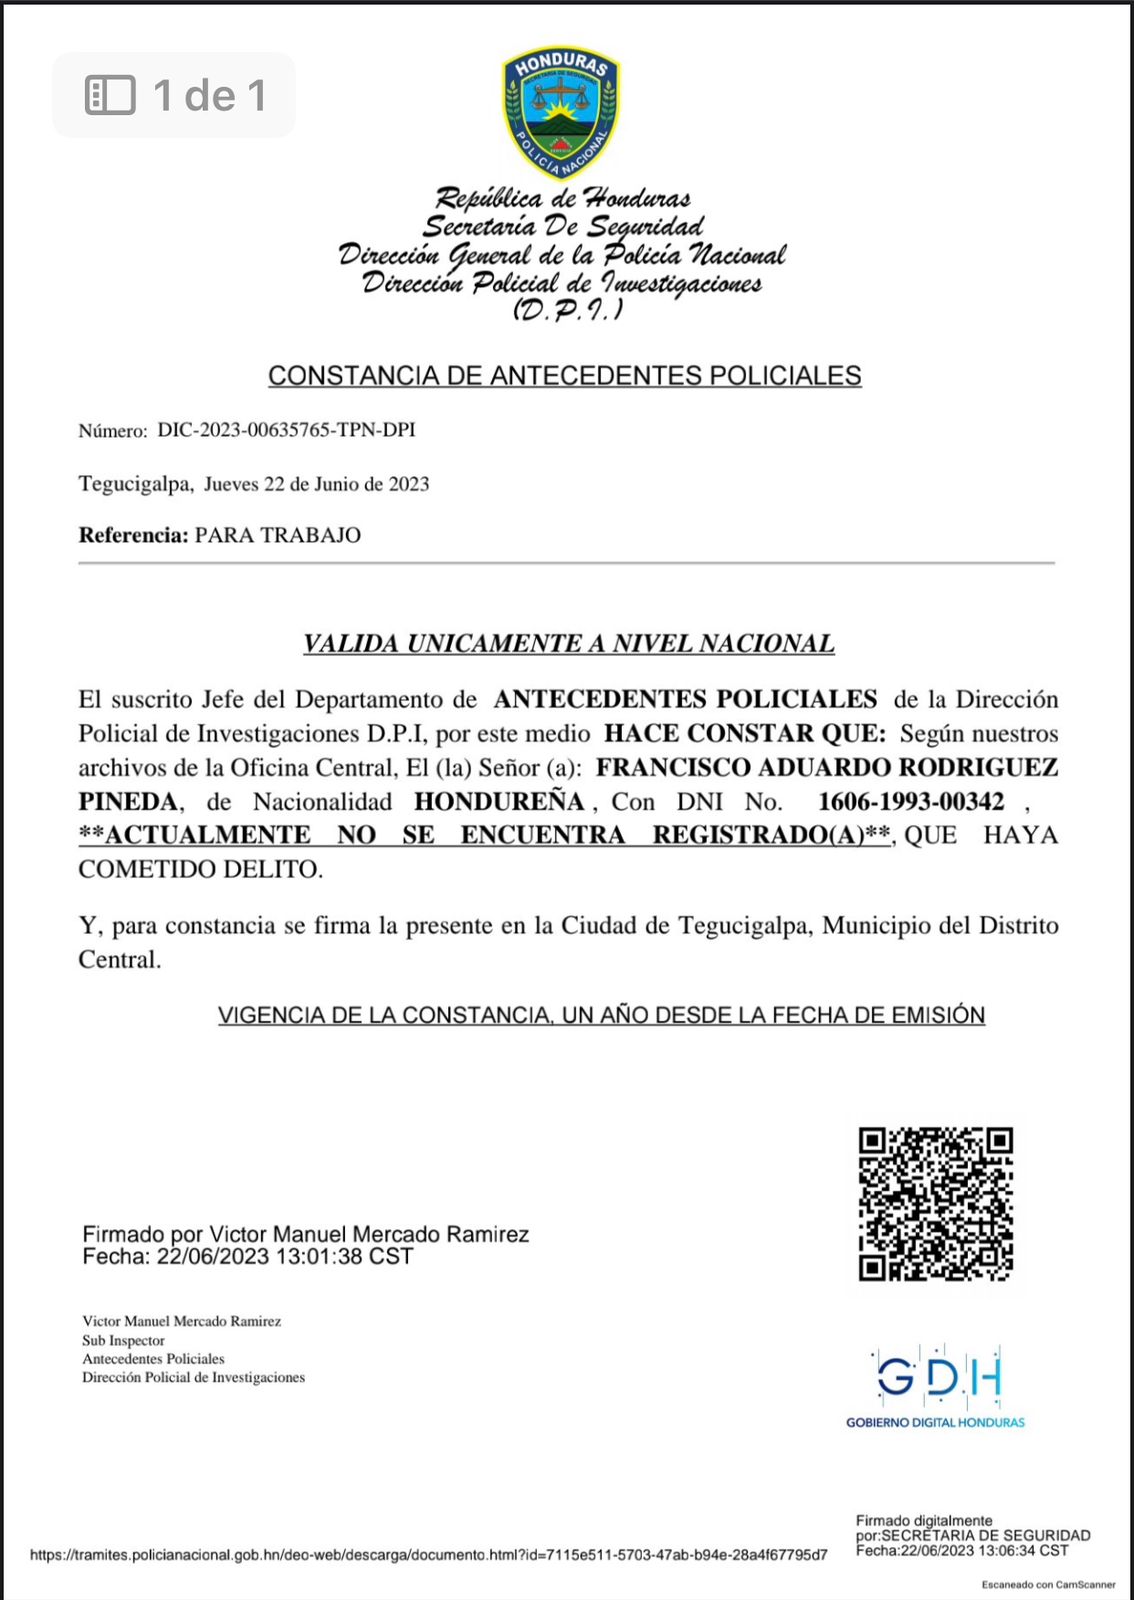 1 de 1
HONDURAS
SECRETARIA DE SEGURIDAD
POLICÍA NACIONAL
República de Honduras
Secretaría De Seguridad
Dirección General de la Policía Nacional
Dirección Policial de Investigaciones
(D.P.I.)
CONSTANCIA DE ANTECEDENTES POLICIALES
Número: DIC-2023-00635765-TPN-DPI
Tegucigalpa, Jueves 22 de Junio de 2023
Referencia: PARA TRABAJO
VALIDA UNICAMENTE A NIVEL NACIONAL
El suscrito Jefe del Departamento de ANTECEDENTES POLICIALES de la Dirección
Policial de Investigaciones D.P.I, por este medio HACE CONSTAR QUE: Según nuestros
archivos de la Oficina Central, El (la) Señor (a): FRANCISCO ADUARDO RODRIGUEZ
PINEDA, de Nacionalidad HONDUREÑA , Con DNI No. 1606-1993-00342 ,
**ACTUALMENTE NO SE ENCUENTRA REGISTRADO(A)**, QUE HAYA
COMETIDO DELITO.
Y, para constancia se firma la presente en la Ciudad de Tegucigalpa, Municipio del Distrito
Central.
VIGENCIA DE LA CONSTANCIA, UN AÑO DESDE LA FECHA DE EMISIÓN
Firmado por Victor Manuel Mercado Ramirez
Fecha: 22/06/2023 13:01:38 CST
Victor Manuel Mercado Ramirez
Sub Inspector
Antecedentes Policiales
Dirección Policial de Investigaciones
GDH
GOBIERNO DIGITAL HONDURAS
Firmado digitalmente
por:SECRETARIA DE SEGURIDAD
Fecha:22/06/2023 13:06:34 CST
https://tramites.policianacional.gob.hn/deo-web/descarga/documento.html?id=7115e511-5703-47ab-b94e-28a4f67795d7
Escaneado con CamScanner